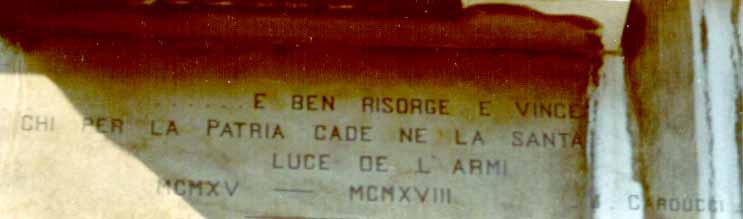 .......E BEN RISORGE E VINCE
CHI PER LA PATRIA CADE NE LA SANTA
LUCE DE L'ARMI
MCMXV — MCMXVIII
CARDUCCI